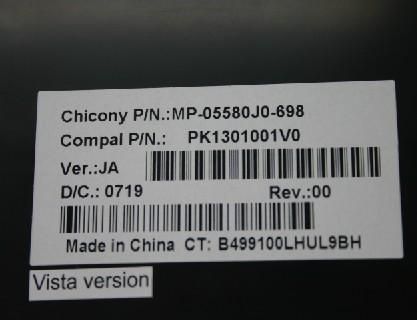 Chicony P/N.:MP-05580J0-698
Compal P/N.: PK1301001V0
Ver.:JA
D/C.: 0719 Rev.:00
Made in China CT: B499100LHUL9BH
Vista version